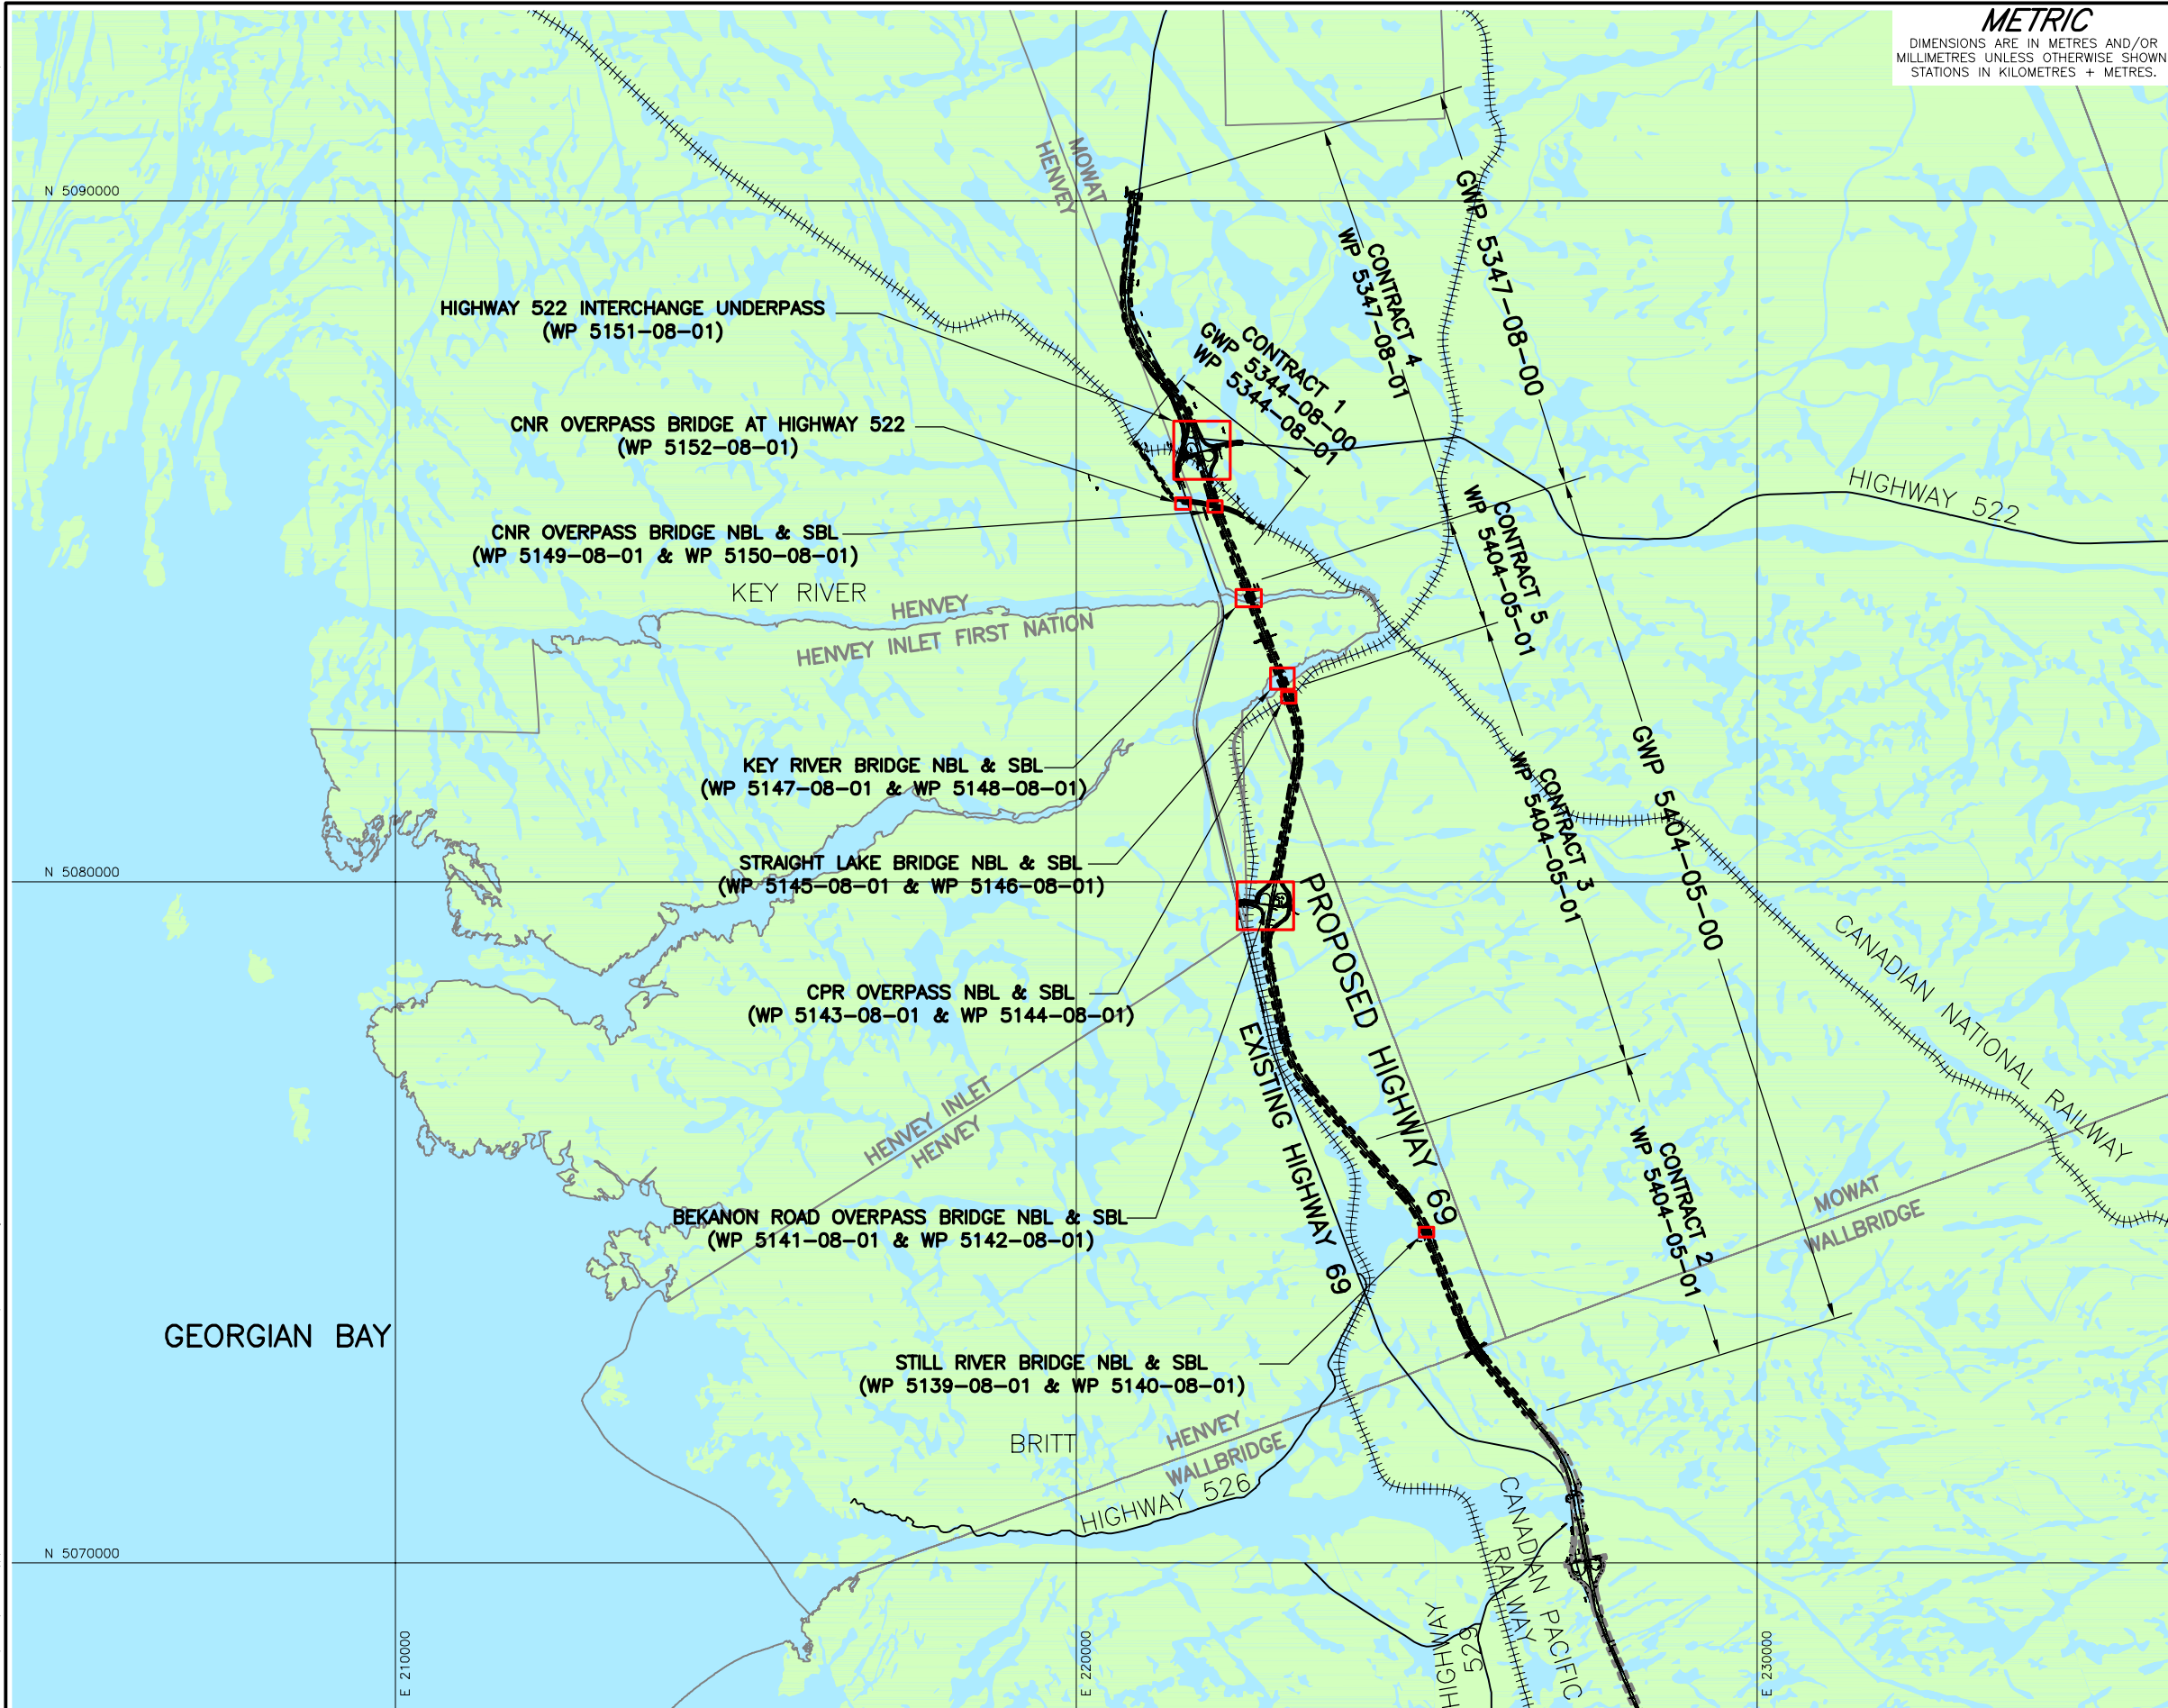 METRIC
DIMENSIONS ARE IN METRES AND/OR
MILLIMETRES UNLESS OTHERWISE SHOWN
STATIONS IN KILOMETRES + METRES.
MOWAT
HENVEY
N 5090000
GWP 5347-08-00
CONTRACT 4
WP 5347-08-01
HIGHWAY 522 INTERCHANGE UNDERPASS
(WP 5151-08-01)
CONTRACT 1
GWP 5344-08-00
WP 5344-08-01
CNR OVERPASS BRIDGE AT HIGHWAY 522
(WP 5152-08-01)
HIGHWAY 522
CNR OVERPASS BRIDGE NBL & SBL
(WP 5149-08-01 & WP 5150-08-01)
CONTRACT 5
WP 5404-05-01
KEY RIVER
HENVEY
HENVEY INLET FIRST NATION
KEY RIVER BRIDGE NBL & SBL
(WP 5147-08-01 & WP 5148-08-01)
GWP 5404-05-00
CONTRACT 3
WP 5404-05-01
STRAIGHT LAKE BRIDGE NBL & SBL
(WP 5145-08-01 & WP 5146-08-01)
N 5080000
PROPOSED HIGHWAY 69
CANADIAN NATIONAL RAILWAY
CPR OVERPASS NBL & SBL
(WP 5143-08-01 & WP 5144-08-01)
EXISTING HIGHWAY 69
HENVEY INLET
HENVEY
CONTRACT 2
WP 5404-05-01
MOWAT
WALLBRIDGE
BEKANON ROAD OVERPASS BRIDGE NBL & SBL
(WP 5141-08-01 & WP 5142-08-01)
GEORGIAN BAY
STILL RIVER BRIDGE NBL & SBL
(WP 5139-08-01 & WP 5140-08-01)
BRITT
HENVEY
WALLBRIDGE
HIGHWAY 526
N 5070000
CANADIAN PACIFIC
RAILWAY
HIGHWAY
529
E 210000
E 220000
E 230000